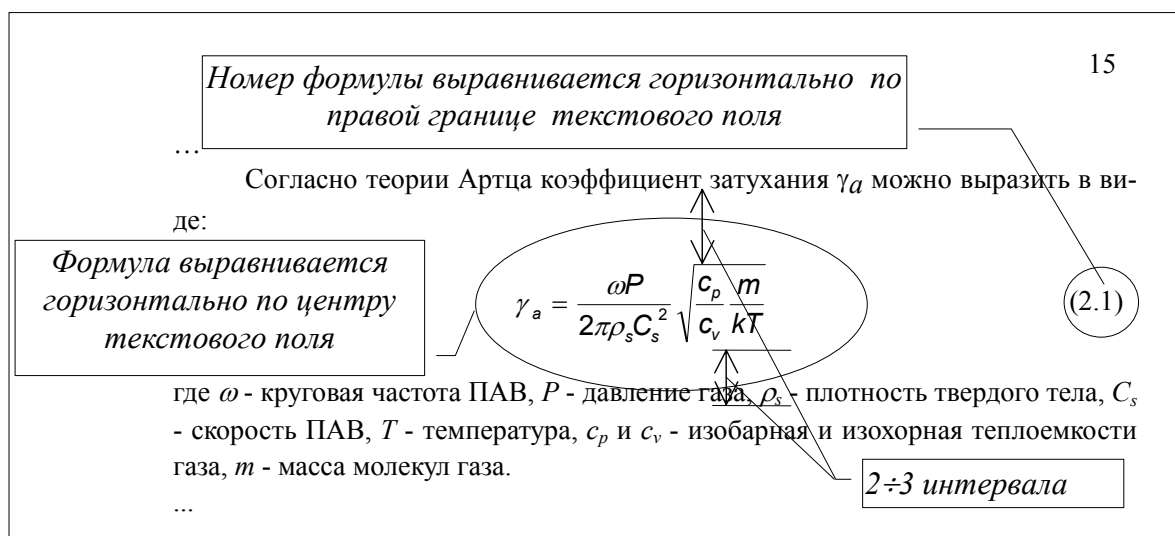 15
Номер формулы выравнивается горизонтально по
правой границе текстового поля
…
Согласно теории Артца коэффициент затухания γa можно выразить в ви-
де:
Формула выравнивается
горизонтально по центру
текстового поля
γa = ωP / 2πρsCs² √ cp/cv m/kT
(2.1)
где ω - круговая частота ПАВ, P - давление газа, ρs - плотность твердого тела, Cs
- скорость ПАВ, T - температура, cp и cv - изобарная и изохорная теплоемкости
газа, m - масса молекул газа.
2÷3 интервала
...